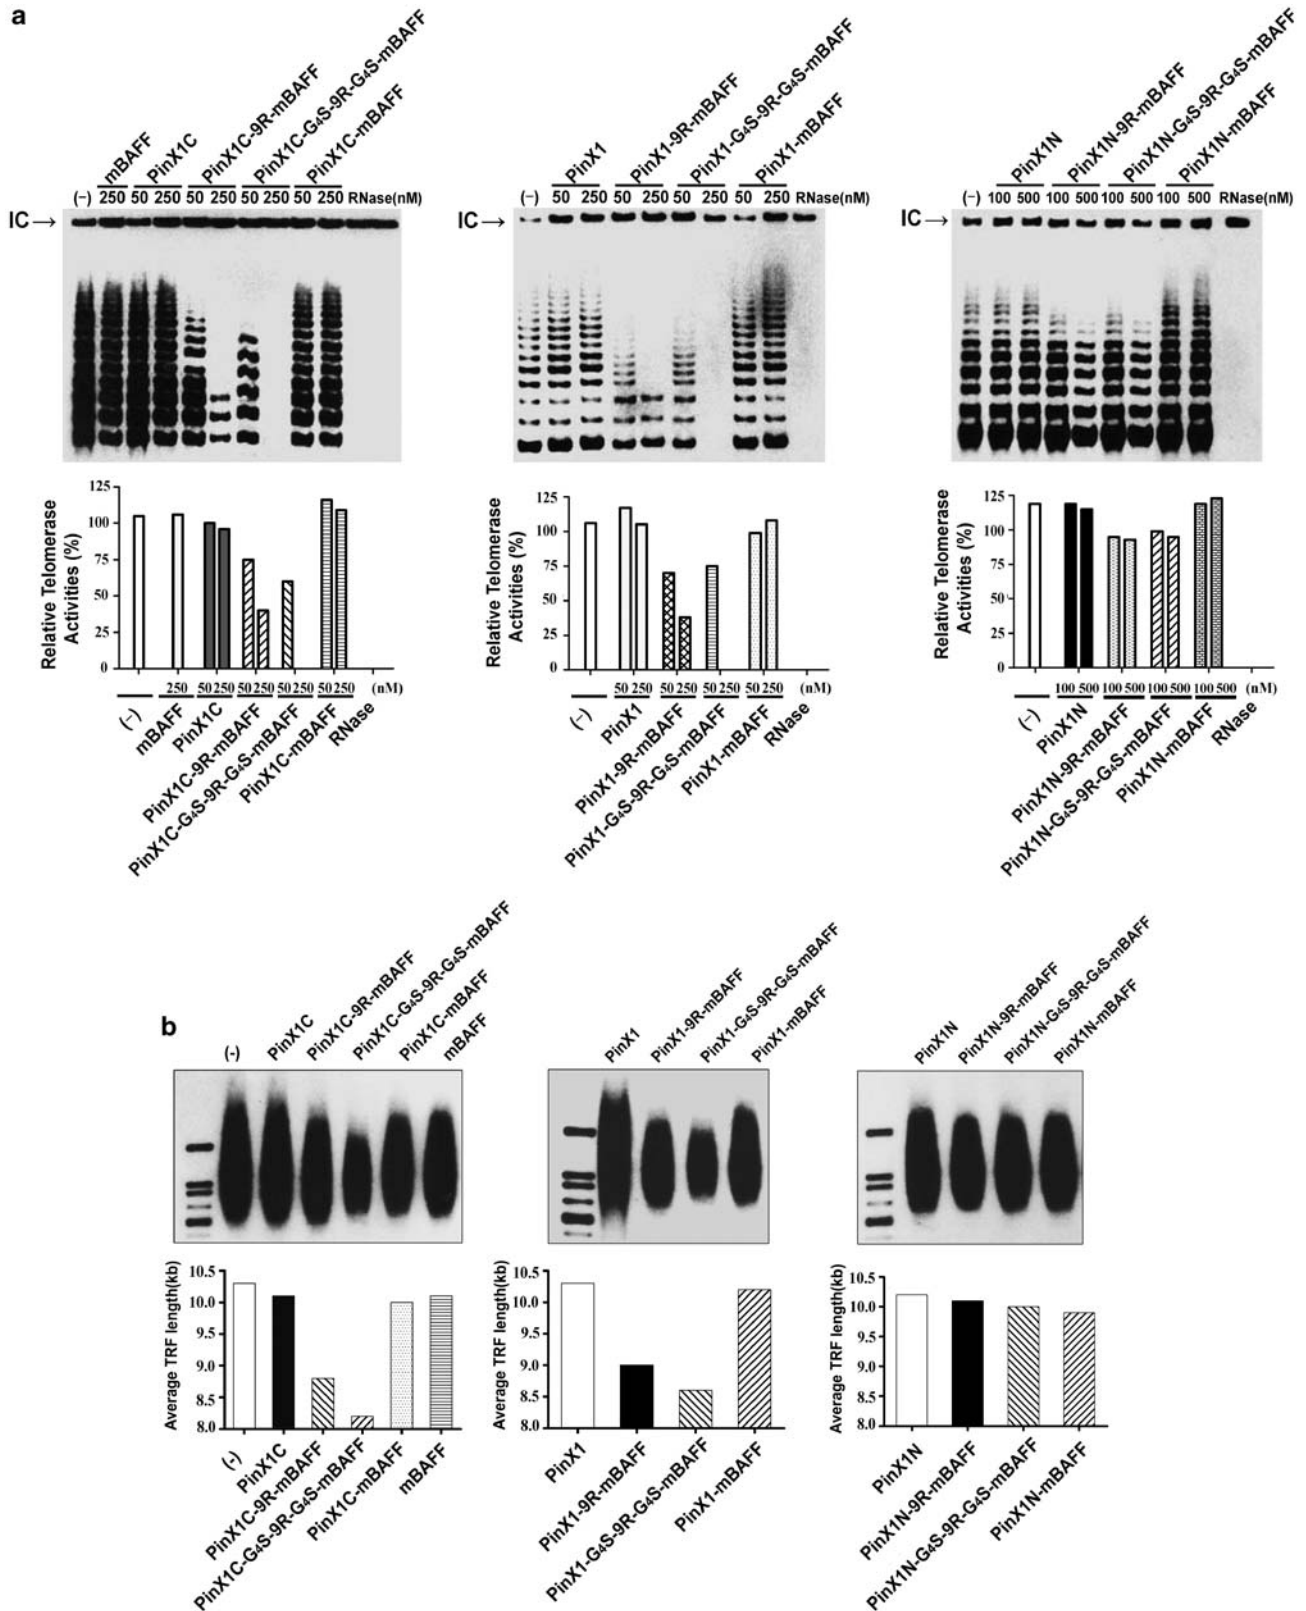 a
mBAFF
PinX1C
PinX1C-9R-mBAFF
PinX1C-G4S-9R-G4S-mBAFF
PinX1C-mBAFF
(-) 250 50 250 50 250 50 250 50 250 RNase(nM)
IC→
PinX1
PinX1-9R-mBAFF
PinX1-G4S-9R-G4S-mBAFF
PinX1-mBAFF
(-) 50 250 50 250 50 250 50 250 RNase(nM)
IC→
PinX1N
PinX1N-9R-mBAFF
PinX1N-G4S-9R-G4S-mBAFF
PinX1N-mBAFF
(-) 100 500 100 500 100 500 100 500 RNase(nM)
IC→
Relative Telomerase
Activities (%)
125
100
75
50
25
0
250 50 250 50 250 50 250 50 250 (nM)
(-)
mBAFF
PinX1C
PinX1C-9R-mBAFF
PinX1C-G4S-9R-G4S-mBAFF
PinX1C-mBAFF
RNase
Relative Telomerase
Activities (%)
125
100
75
50
25
0
50 250 50 250 50 250 50 250 (nM)
(-)
PinX1
PinX1-9R-mBAFF
PinX1-G4S-9R-G4S-mBAFF
PinX1-mBAFF
RNase
Relative Telomerase
Activities (%)
125
100
75
50
25
0
100 500 100 500 100 500 100 500 (nM)
(-)
PinX1N
PinX1N-9R-mBAFF
PinX1N-G4S-9R-G4S-mBAFF
PinX1N-mBAFF
RNase
b
(-)
PinX1C
PinX1C-9R-mBAFF
PinX1C-G4S-9R-G4S-mBAFF
PinX1C-mBAFF
mBAFF
PinX1
PinX1-9R-mBAFF
PinX1-G4S-9R-G4S-mBAFF
PinX1-mBAFF
PinX1N
PinX1N-9R-mBAFF
PinX1N-G4S-9R-G4S-mBAFF
PinX1N-mBAFF
Average TRF length(kb)
10.5
10.0
9.5
9.0
8.5
8.0
(-)
PinX1C
PinX1C-9R-mBAFF
PinX1C-G4S-9R-G4S-mBAFF
PinX1C-mBAFF
mBAFF
Average TRF length(kb)
10.5
10.0
9.5
9.0
8.5
8.0
PinX1
PinX1-9R-mBAFF
PinX1-G4S-9R-G4S-mBAFF
PinX1-mBAFF
Average TRF length(kb)
10.5
10.0
9.5
9.0
8.5
8.0
PinX1N
PinX1N-9R-mBAFF
PinX1N-G4S-9R-G4S-mBAFF
PinX1N-mBAFF